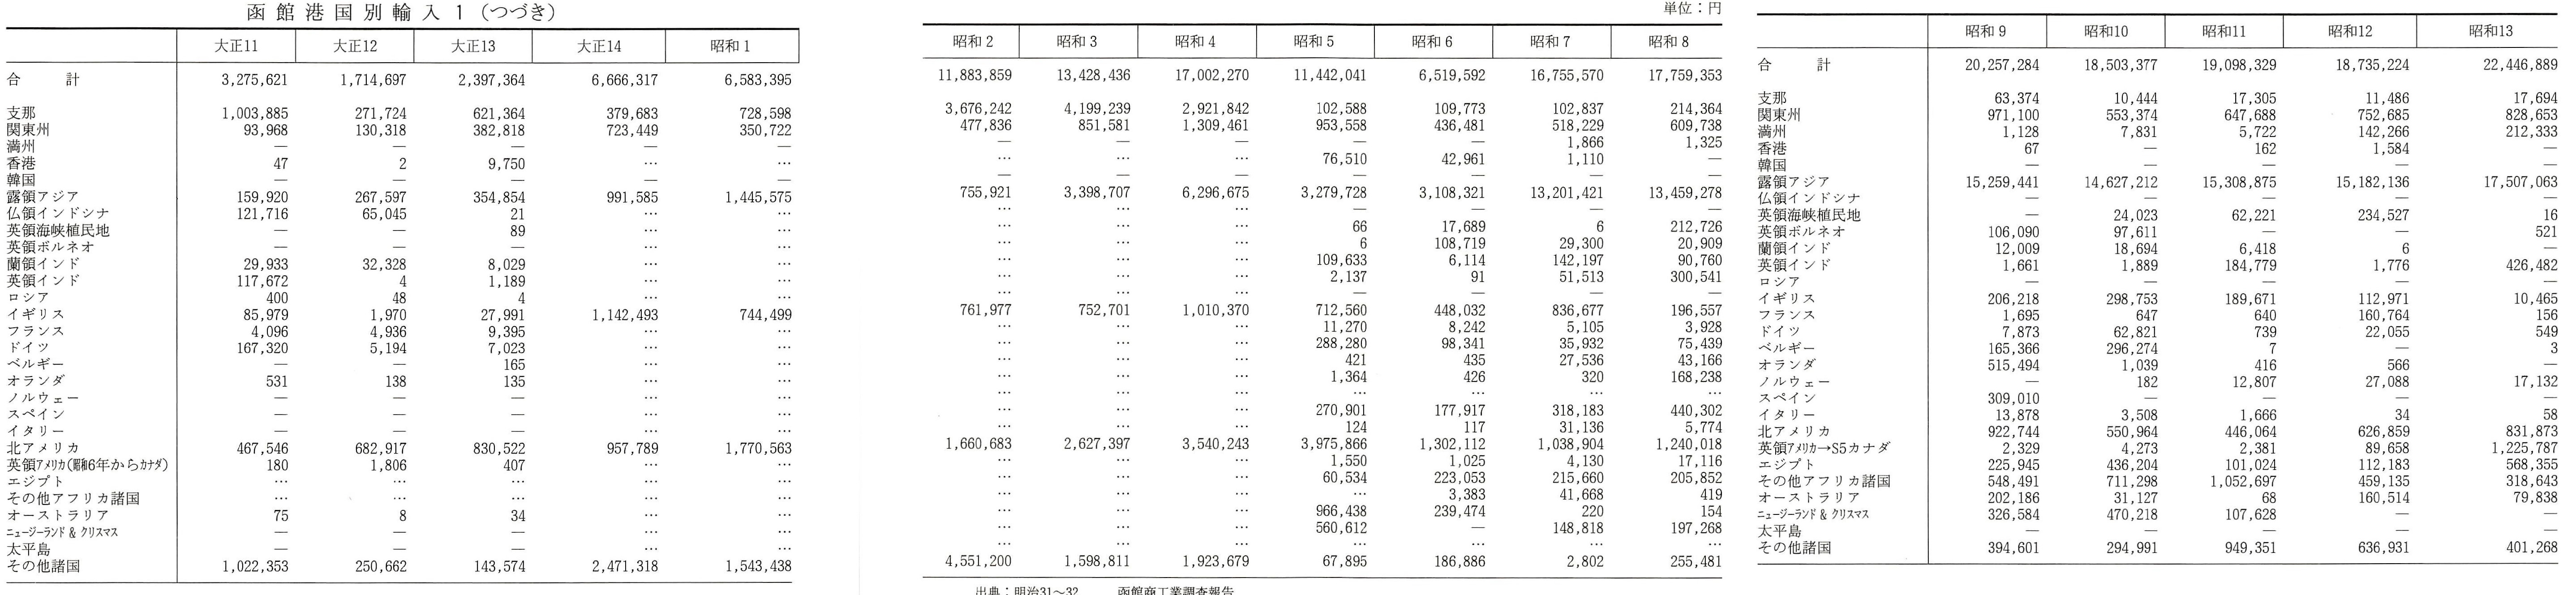 函館港国別輸入 1 （つづき）
大正11 大正12 大正13 大正14 昭和 1
合計 3,275,621 1,714,697 2,397,364 6,666,317 6,583,395
支那 1,003,885 271,724 621,364 379,683 728,598
関東州 93,968 130,318 382,818 723,449 350,722
満州 — — — — —
香港 47 2 9,750 … …
韓国 — — — — —
露領アジア 159,920 267,597 354,854 991,585 1,445,575
仏領インドシナ 121,716 65,045 21 … …
英領海峡植民地 — — 89 … …
英領ボルネオ — — — … …
蘭領インド 29,933 32,328 8,029 … …
英領インド 117,672 4 1,189 … …
ロシア 400 48 4 … …
イギリス 85,979 1,970 27,991 1,142,493 744,499
フランス 4,096 4,936 9,395 … …
ドイツ 167,320 5,194 7,023 … …
ベルギー — — 165 … …
オランダ 531 138 135 … …
ノルウェー — — — … …
スペイン — — — … …
イタリー — — — … …
北アメリカ 467,546 682,917 830,522 957,789 1,770,563
英領アメリカ(昭和6年からカナダ) 180 1,806 407 … …
エジプト … … … … …
その他アフリカ諸国 … … … … …
オーストラリア 75 8 34 … …
ニュージーランド & クリスマス — — — … …
太平島 — — — … …
その他諸国 1,022,353 250,662 143,574 2,471,318 1,543,438
単位：円
昭和 2 昭和 3 昭和 4 昭和 5 昭和 6 昭和 7 昭和 8
11,883,859 13,428,436 17,002,270 11,442,041 6,519,592 16,755,570 17,759,353
3,676,242 4,199,239 2,921,842 102,588 109,773 102,837 214,364
477,836 851,581 1,309,461 953,558 436,481 518,229 609,738
— — — — — 1,866 1,325
… … … 76,510 42,961 1,110 —
— — — — — — —
755,921 3,398,707 6,296,675 3,279,728 3,108,321 13,201,421 13,459,278
… … … — — — —
… … … 66 17,689 6 212,726
… … … 6 108,719 29,300 20,909
… … … 109,633 6,114 142,197 90,760
… … … 2,137 91 51,513 300,541
… … … — — — —
761,977 752,701 1,010,370 712,560 448,032 836,677 196,557
… … … 11,270 8,242 5,105 3,928
… … … 288,280 98,341 35,932 75,439
… … … 421 435 27,536 43,166
… … … 1,364 426 320 168,238
… … … … … … …
… … … 270,901 177,917 318,183 440,302
… … … 124 117 31,136 5,774
1,660,683 2,627,397 3,540,243 3,975,866 1,302,112 1,038,904 1,240,018
… … … 1,550 1,025 4,130 17,116
… … … 60,534 223,053 215,660 205,852
… … … … 3,383 41,668 419
… … … 966,438 239,474 220 154
… … … 560,612 — 148,818 197,268
… … … … … … …
4,551,200 1,598,811 1,923,679 67,895 186,886 2,802 255,481
出典：明治31～32 函館商工業調査報告
昭和 9 昭和10 昭和11 昭和12 昭和13
合計 20,257,284 18,503,377 19,098,329 18,735,224 22,446,889
支那 63,374 10,444 17,305 11,486 17,694
関東州 971,100 553,374 647,688 752,685 828,653
満州 1,128 7,831 5,722 142,266 212,333
香港 67 — 162 1,584 —
韓国 — — — — —
露領アジア 15,259,441 14,627,212 15,308,875 15,182,136 17,507,063
仏領インドシナ — — — — —
英領海峡植民地 — 24,023 62,221 234,527 16
英領ボルネオ 106,090 97,611 — — 521
蘭領インド 12,009 18,694 6,418 6 —
英領インド 1,661 1,889 184,779 1,776 426,482
ロシア — — — — —
イギリス 206,218 298,753 189,671 112,971 10,465
フランス 1,695 647 640 160,764 156
ドイツ 7,873 62,821 739 22,055 549
ベルギー 165,366 296,274 7 — 3
オランダ 515,494 1,039 416 566 —
ノルウェー — 182 12,807 27,088 17,132
スペイン 309,010 — — — —
イタリー 13,878 3,508 1,666 34 58
北アメリカ 922,744 550,964 446,064 626,859 831,873
英領アメリカ→S5カナダ 2,329 4,273 2,381 89,658 1,225,787
エジプト 225,945 436,204 101,024 112,183 568,355
その他アフリカ諸国 548,491 711,298 1,052,697 459,135 318,643
オーストラリア 202,186 31,127 68 160,514 79,838
ニュージーランド & クリスマス 326,584 470,218 107,628 — —
太平島 — — — — —
その他諸国 394,601 294,991 949,351 636,931 401,268